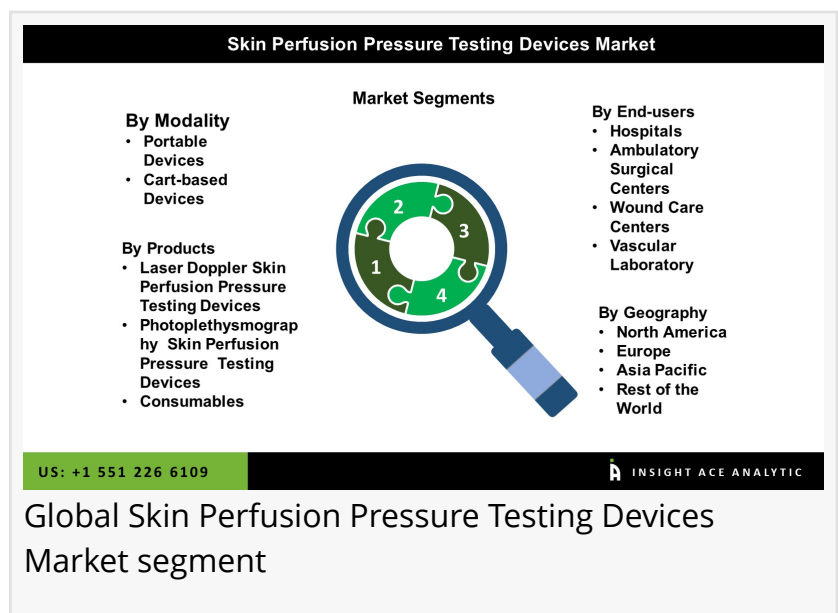 Skin Perfusion Pressure Testing Devices Market
Market Segments
By Modality
• Portable
Devices
• Cart-based
Devices
By Products
• Laser Doppler Skin
Perfusion Pressure
Testing Devices
• Photoplethysmograp
hy Skin Perfusion
Pressure Testing
Devices
• Consumables
1
2
3
4
By End-users
• Hospitals
• Ambulatory
Surgical
Centers
• Wound Care
Centers
• Vascular
Laboratory
By Geography
• North America
• Europe
• Asia Pacific
• Rest of the
World
US: +1 551 226 6109
INSIGHT ACE ANALYTIC
Global Skin Perfusion Pressure Testing Devices
Market segment